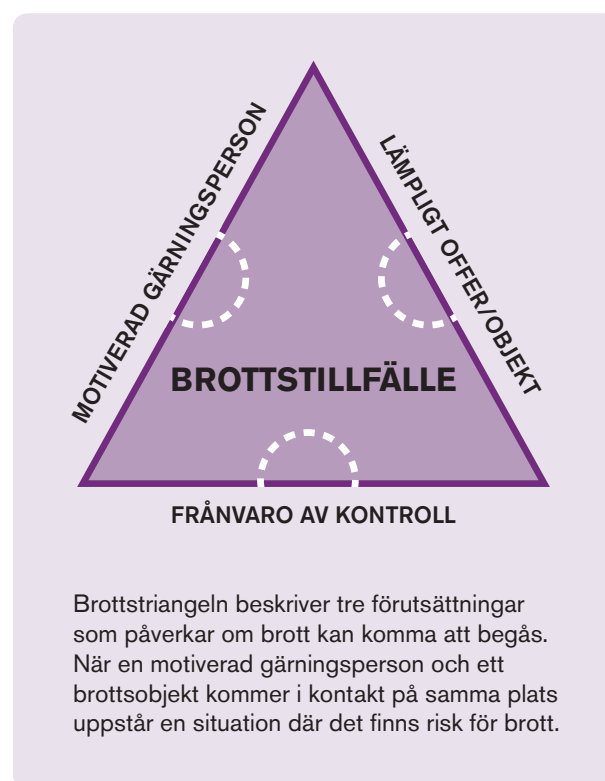 MOTIVERAD GÄRNINGSPERSON
LÄMPLIGT OFFER/OBJEKT
BROTTSTILLFÄLLE
FRÅNVARO AV KONTROLL
Brottstriangeln beskriver tre förutsättningar
som påverkar om brott kan komma att begås.
När en motiverad gärningsperson och ett
brottsobjekt kommer i kontakt på samma plats
uppstår en situation där det finns risk för brott.